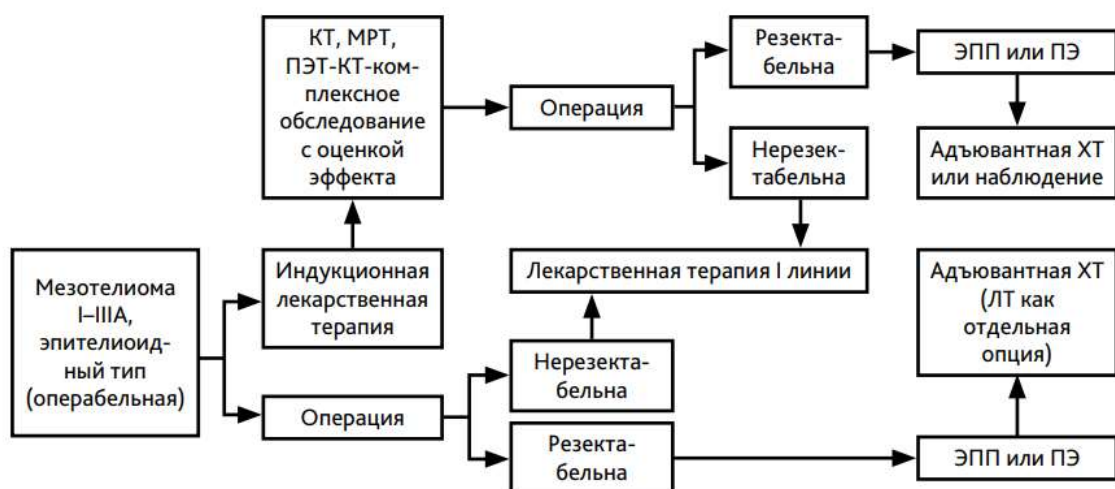 КТ, МРТ,
ПЭТ-КТ-ком-
плексное
обследование
с оценкой
эффекта
Операция
Резекта-
бельна
ЭПП или ПЭ
Нерезек-
табельна
Адъювантная ХТ
или наблюдение
Мезотелиома
I–IIIA,
эпителиоид-
ный тип
(операбельная)
Индукционная
лекарственная
терапия
Лекарственная терапия I линии
Адъювантная ХТ
(ЛТ как
отдельная
опция)
Операция
Нерезекта-
бельна
Резекта-
бельна
ЭПП или ПЭ